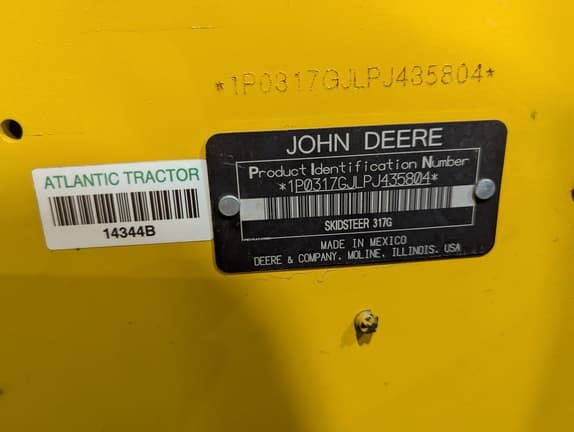 *1P0317GJLPJ435804*
JOHN DEERE
Product Identification Number
*1P0317GJLPJ435804*
SKIDSTEER 317G
MADE IN MEXICO
DEERE & COMPANY, MOLINE, ILLINOIS, USA
ATLANTIC TRACTOR
14344B